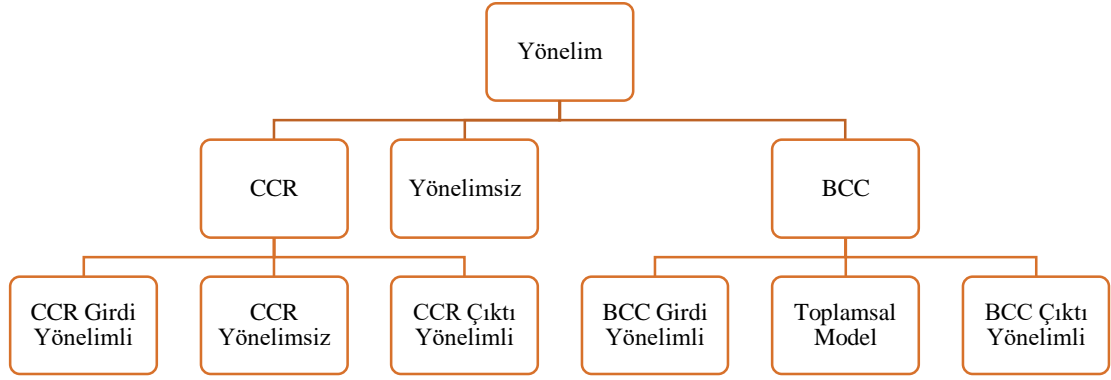 Yönelim
CCR
Yönelimsiz
BCC
CCR Girdi
Yönelimli
CCR
Yönelimsiz
CCR Çıktı
Yönelimli
BCC Girdi
Yönelimli
Toplamsal
Model
BCC Çıktı
Yönelimli